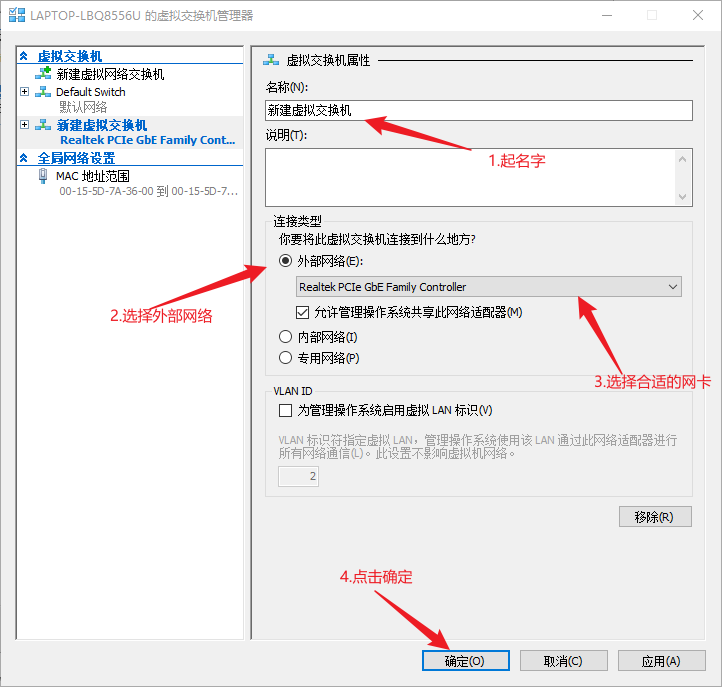 LAPTOP-LBQ8556U 的虚拟交换机管理器
虚拟交换机
新建虚拟网络交换机
Default Switch
默认网络
新建虚拟交换机
Realtek PCIe GbE Family Cont...
全局网络设置
MAC 地址范围
00-15-5D-7A-36-00 到 00-15-5D-7...
虚拟交换机属性
名称(N):
新建虚拟交换机
说明(T):
1.起名字
连接类型
你要将此虚拟交换机连接到什么地方?
外部网络(E):
Realtek PCIe GbE Family Controller
允许管理操作系统共享此网络适配器(M)
2.选择外部网络
内部网络(I)
专用网络(P)
3.选择合适的网卡
VLAN ID
为管理操作系统启用虚拟 LAN 标识(V)
VLAN 标识符指定虚拟 LAN，管理操作系统使用该 LAN 通过此网络适配器进行
所有网络通信(L)。此设置不影响虚拟机网络。
2
移除(R)
4.点击确定
确定(O)
取消(C)
应用(A)